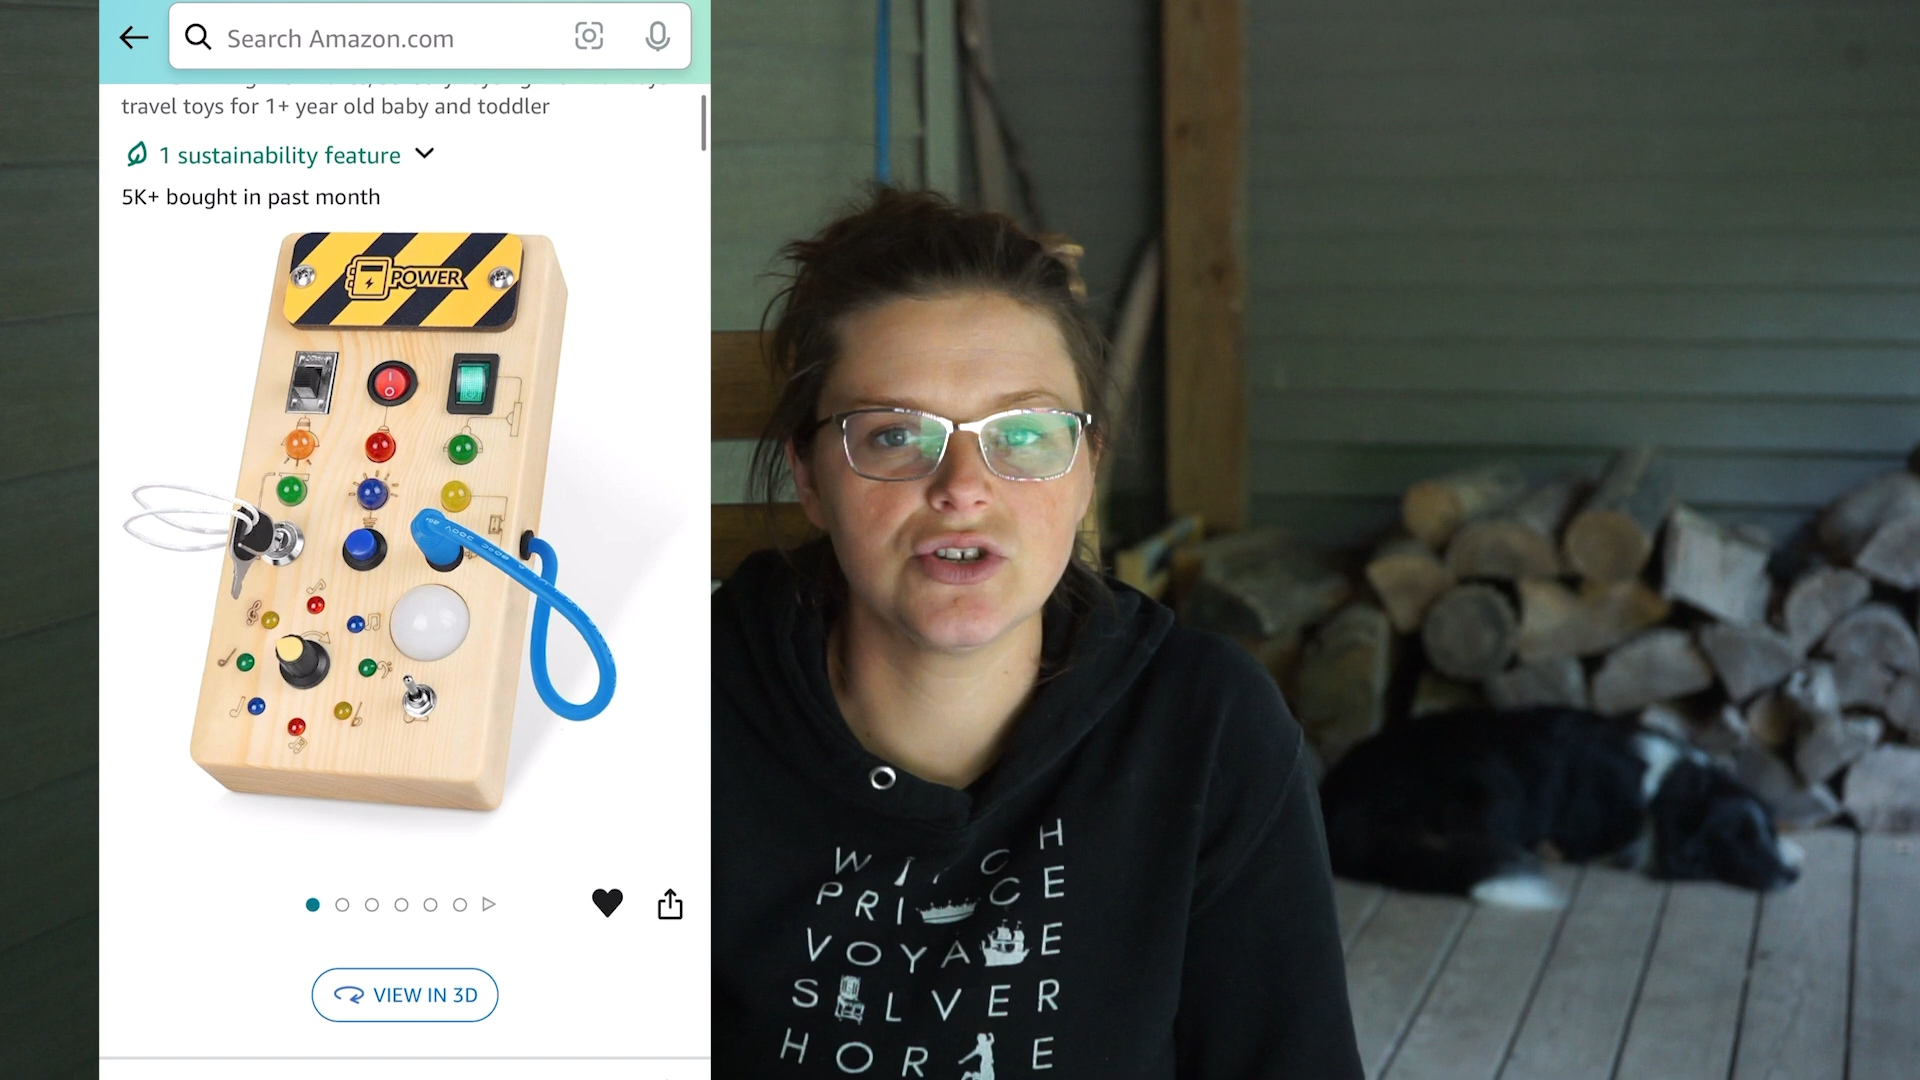 Search Amazon.com
travel toys for 1+ year old baby and toddler
1 sustainability feature
5K+ bought in past month
POWER
VIEW IN 3D
W I C H
PRI CE
VOYA E
S LVER
HOR E